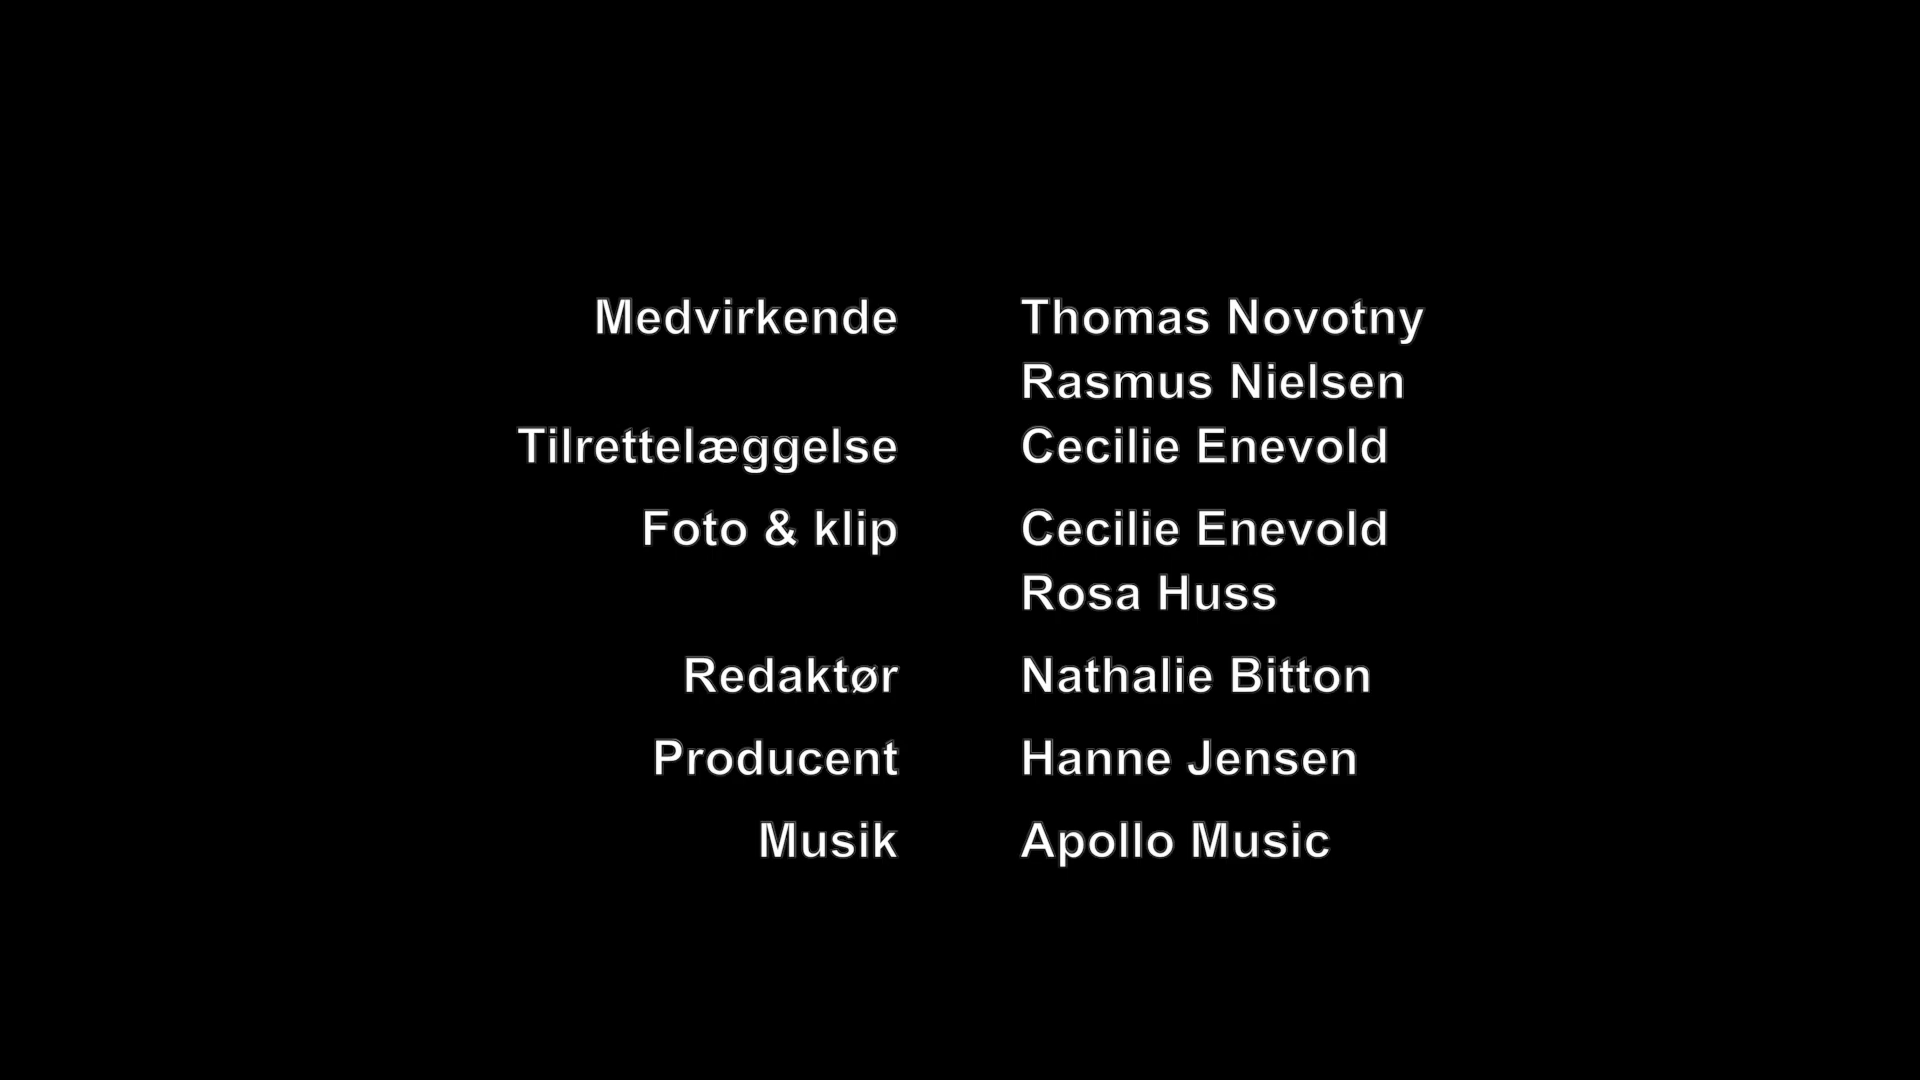 Medvirkende Thomas Novotny
Rasmus Nielsen
Tilrettelæggelse Cecilie Enevold
Foto & klip Cecilie Enevold
Rosa Huss
Redaktør Nathalie Bitton
Producent Hanne Jensen
Musik Apollo Music